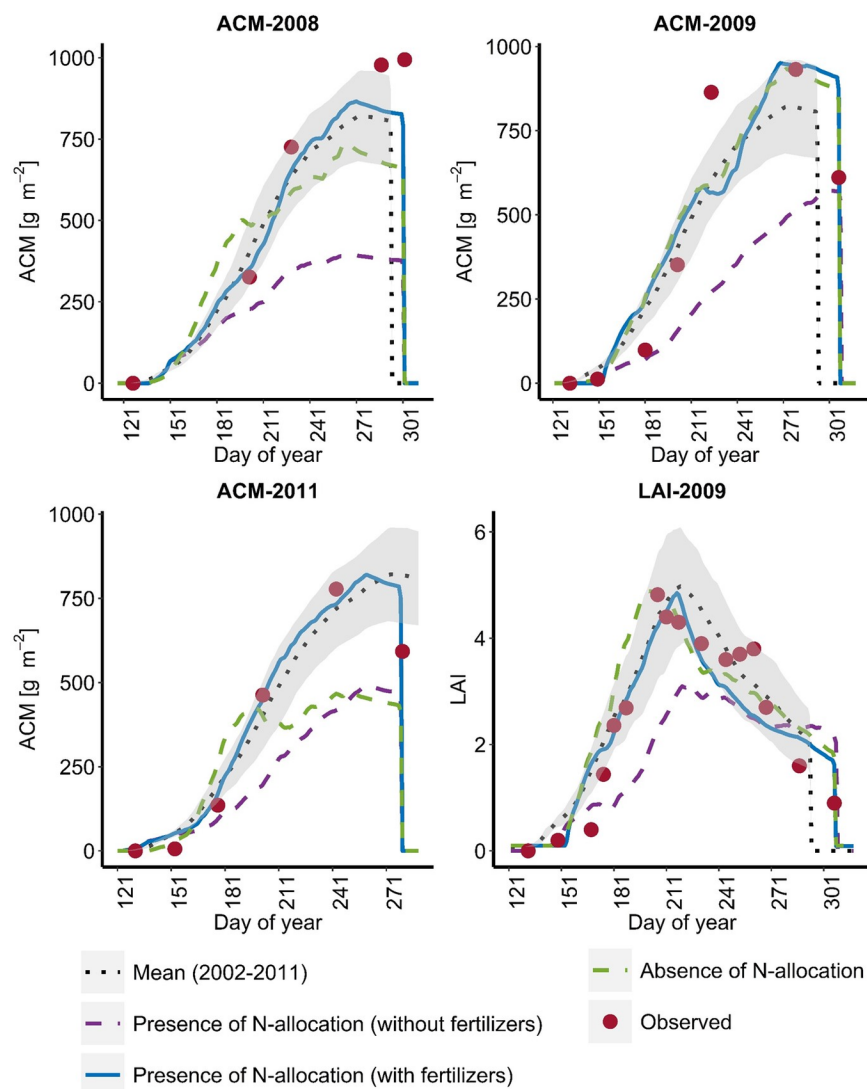 ACM-2008
ACM [g m⁻²]
1000
750
500
250
0
121 151 181 211 241 271 301
Day of year
ACM-2009
ACM [g m⁻²]
1000
750
500
250
0
121 151 181 211 241 271 301
Day of year
ACM-2011
ACM [g m⁻²]
1000
750
500
250
0
121 151 181 211 241 271
Day of year
LAI-2009
LAI
6
4
2
0
121 151 181 211 241 271 301
Day of year
Mean (2002-2011)
Presence of N-allocation (without fertilizers)
Presence of N-allocation (with fertilizers)
Absence of N-allocation
Observed